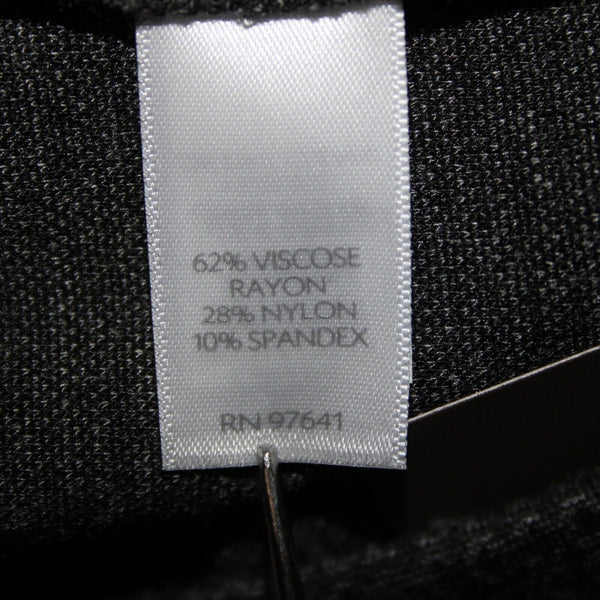 62% VISCOSE
RAYON
28% NYLON
10% SPANDEX
RN 97641